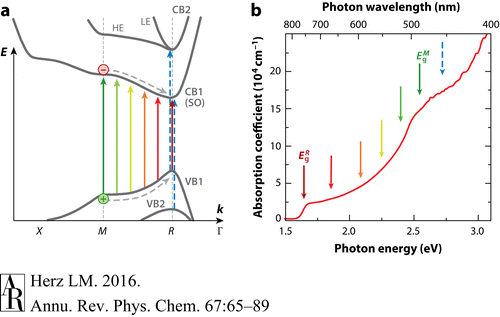 a
E
HE
LE
CB2
CB1
(SO)
VB1
VB2
k
X
M
R
Γ
b
Photon wavelength (nm)
800
700
600
500
400
Absorption coefficient (10⁴ cm⁻¹)
25
20
15
10
5
0
E_g^R
E_g^M
1.5
2.0
2.5
3.0
Photon energy (eV)
AR
Herz LM. 2016.
Annu. Rev. Phys. Chem. 67:65–89